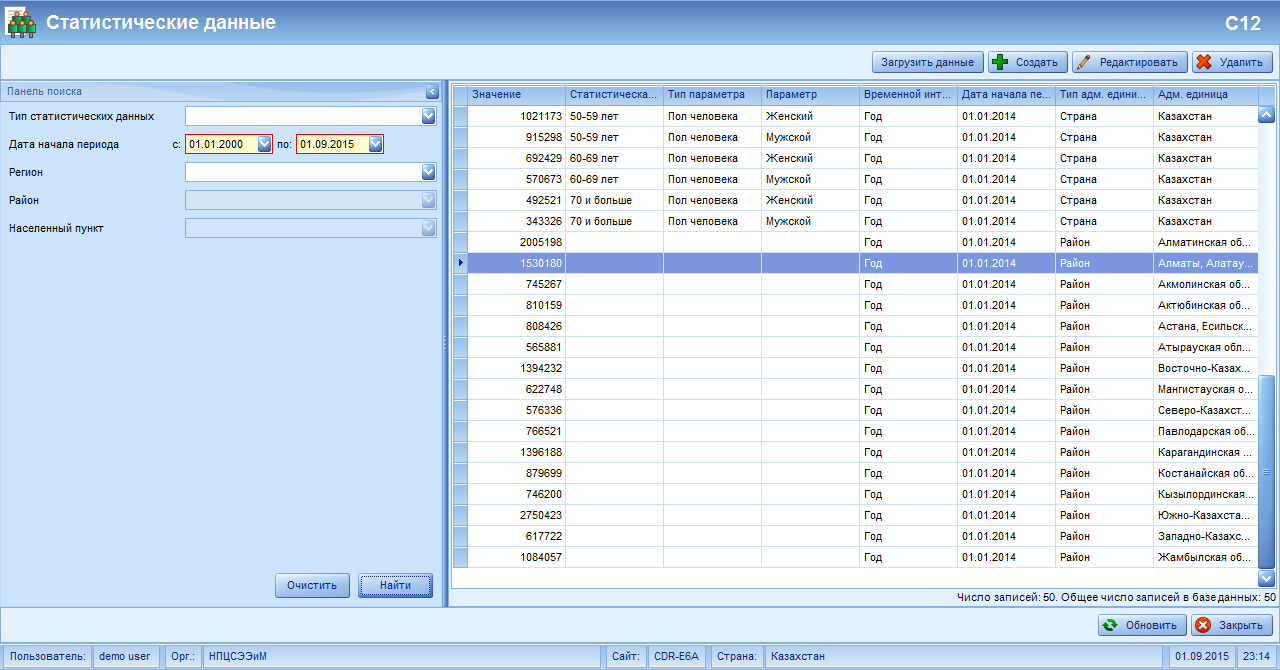 Статистические данные C12
Загрузить данные Создать Редактировать Удалить
Панель поиска
Тип статистических данных
Дата начала периода с: 01.01.2000 по: 01.09.2015
Регион
Район
Населенный пункт
Очистить Найти
Значение Статистическа... Тип параметра Параметр Временной инт... Дата начала пе... Тип адм. едини... Адм. единица
1021173 50-59 лет Пол человека Женский Год 01.01.2014 Страна Казахстан
915298 50-59 лет Пол человека Мужской Год 01.01.2014 Страна Казахстан
692429 60-69 лет Пол человека Женский Год 01.01.2014 Страна Казахстан
570673 60-69 лет Пол человека Мужской Год 01.01.2014 Страна Казахстан
492521 70 и больше Пол человека Женский Год 01.01.2014 Страна Казахстан
343326 70 и больше Пол человека Мужской Год 01.01.2014 Страна Казахстан
2005198 Год 01.01.2014 Район Алматинская об...
1530180 Год 01.01.2014 Район Алматы, Алатау...
745267 Год 01.01.2014 Район Акмолинская об...
810159 Год 01.01.2014 Район Актюбинская об...
808426 Год 01.01.2014 Район Астана, Есильск...
565881 Год 01.01.2014 Район Атырауская обл...
1394232 Год 01.01.2014 Район Восточно-Казах...
622748 Год 01.01.2014 Район Мангистауская о...
576336 Год 01.01.2014 Район Северо-Казахст...
766521 Год 01.01.2014 Район Павлодарская об...
1396188 Год 01.01.2014 Район Карагандинская ...
879699 Год 01.01.2014 Район Костанайская об...
746200 Год 01.01.2014 Район Кызылординская...
2750423 Год 01.01.2014 Район Южно-Казахста...
617722 Год 01.01.2014 Район Западно-Казахс...
1084057 Год 01.01.2014 Район Жамбылская об...
Число записей: 50. Общее число записей в базе данных: 50
Обновить Закрыть
Пользователь: demo user Орг.: НПЦСЭЭиМ Сайт: CDR-E6A Страна: Казахстан 01.09.2015 23:14